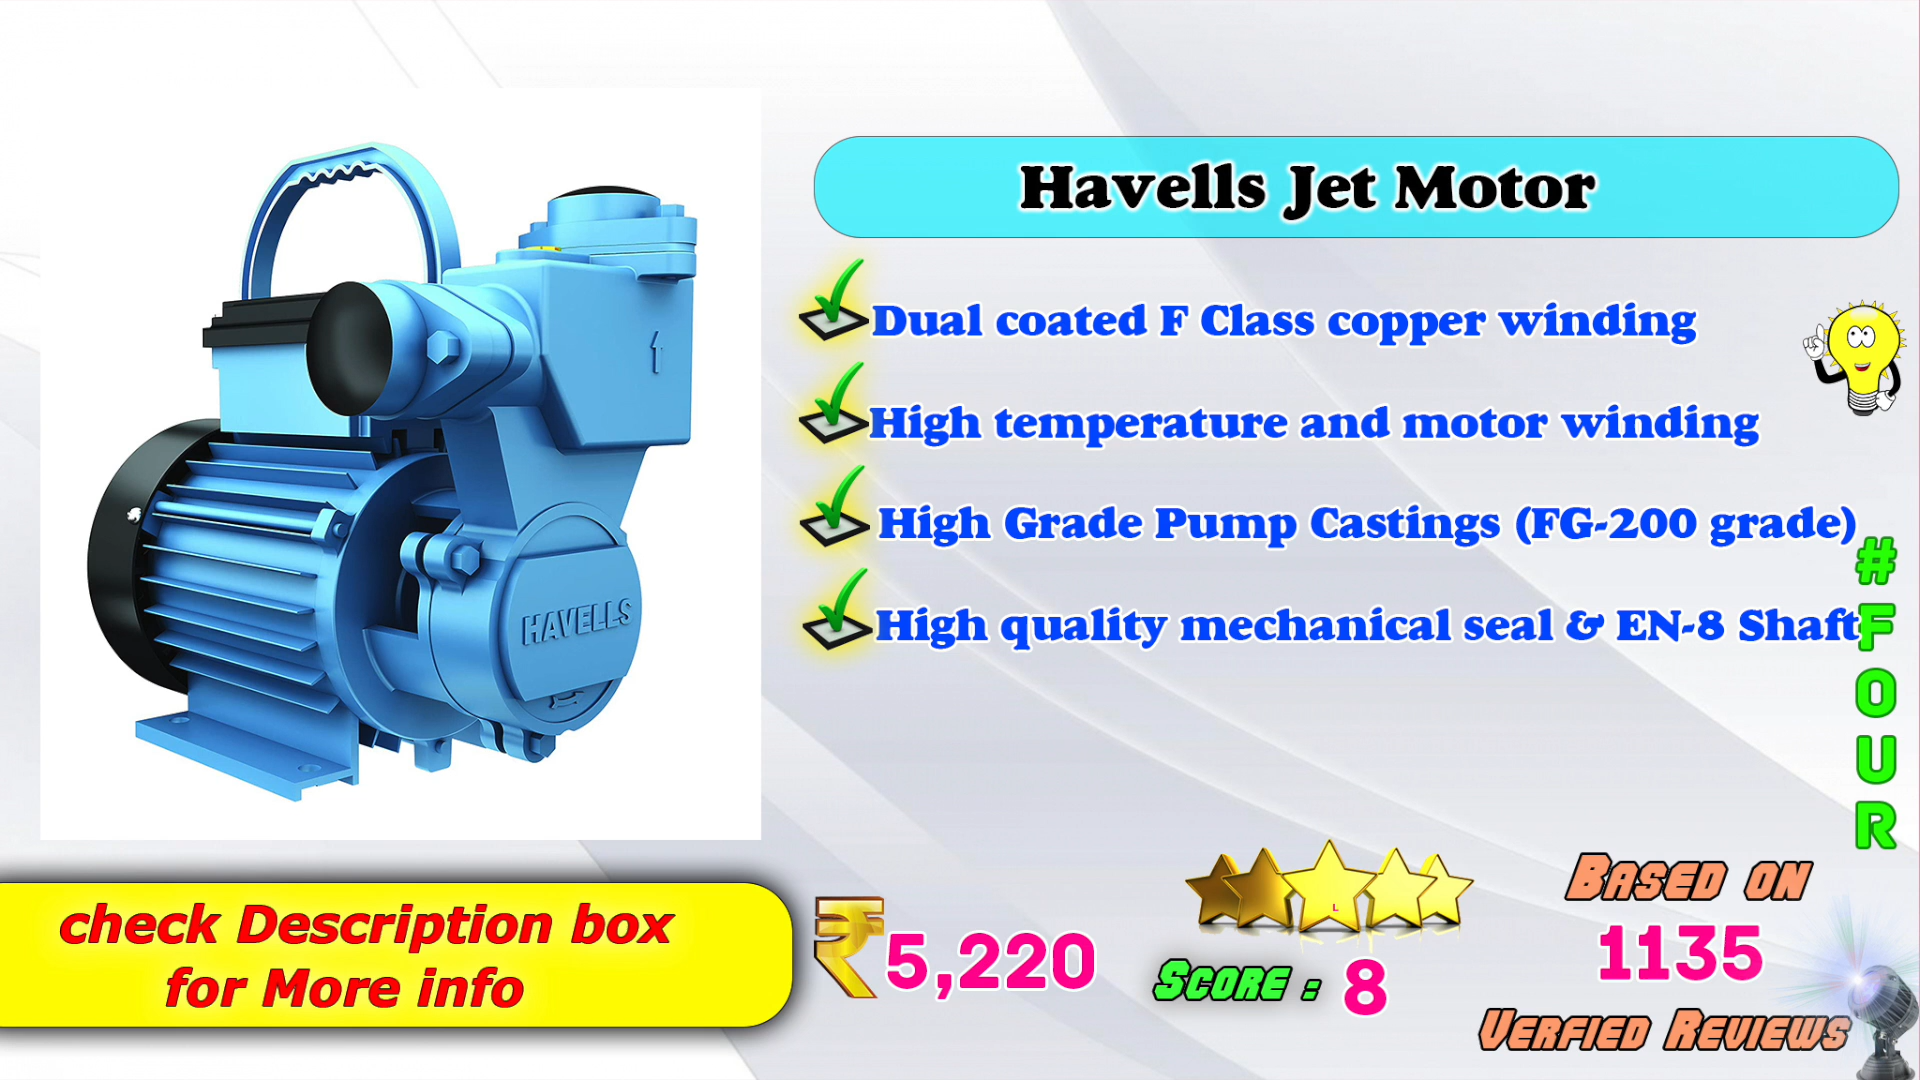 Havells Jet Motor
Dual coated F Class copper winding
High temperature and motor winding
High Grade Pump Castings (FG-200 grade)
High quality mechanical seal & EN-8 Shaft
#FOUR
HAVELLS
check Description box
for More info
₹5,220
L
Score : 8
Based on
1135
Verfied Reviews